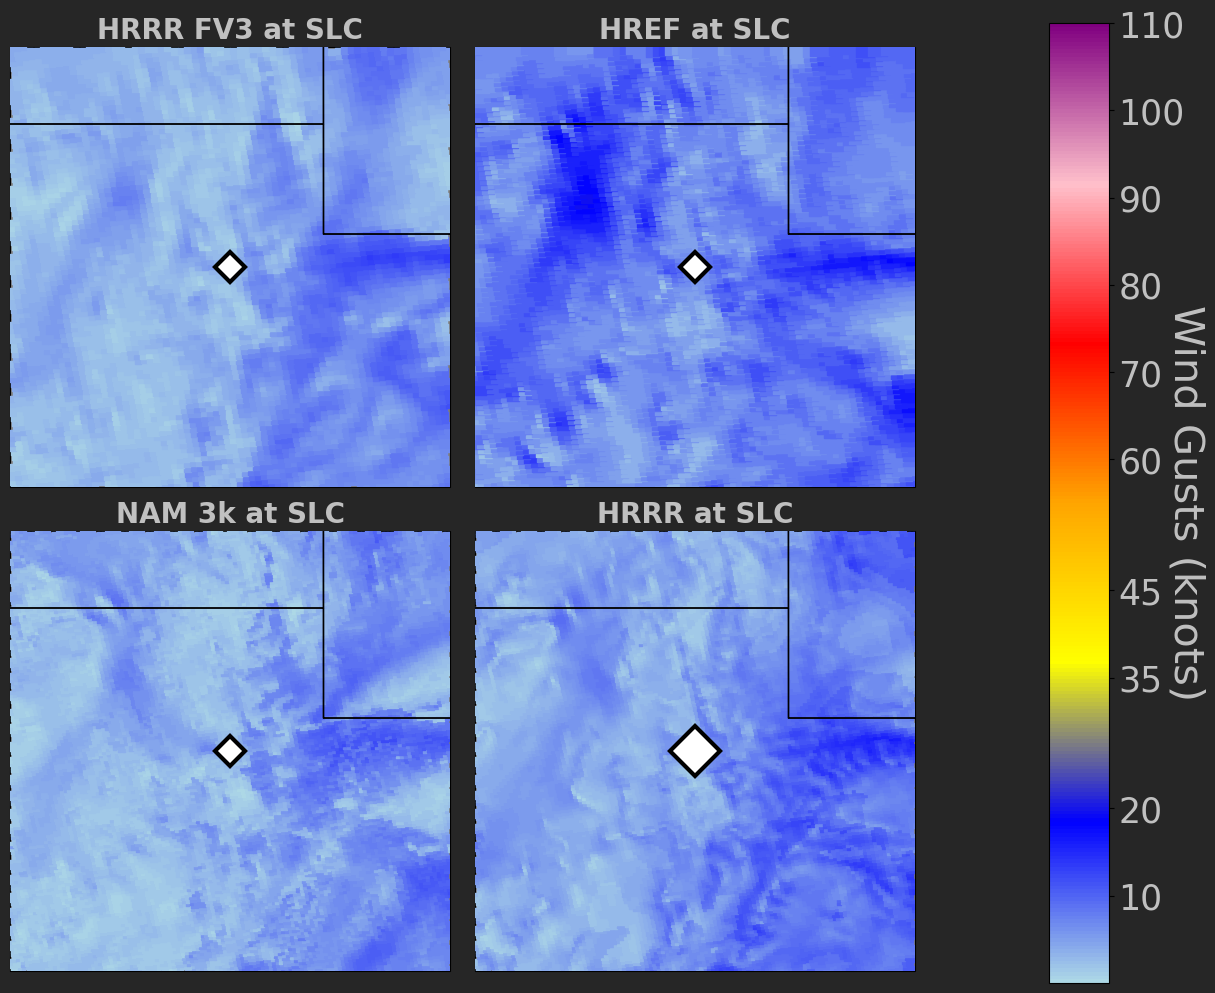 HRRR FV3 at SLC
HREF at SLC
NAM 3k at SLC
HRRR at SLC
110
100
90
80
70
60
45
35
20
10
Wind Gusts (knots)